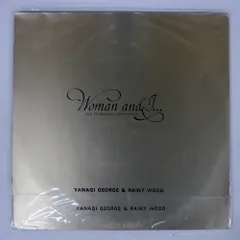 Woman and I...
YANAGI GEORGE & RAINY WOOD
YANAGI GEORGE & RAINY WOOD